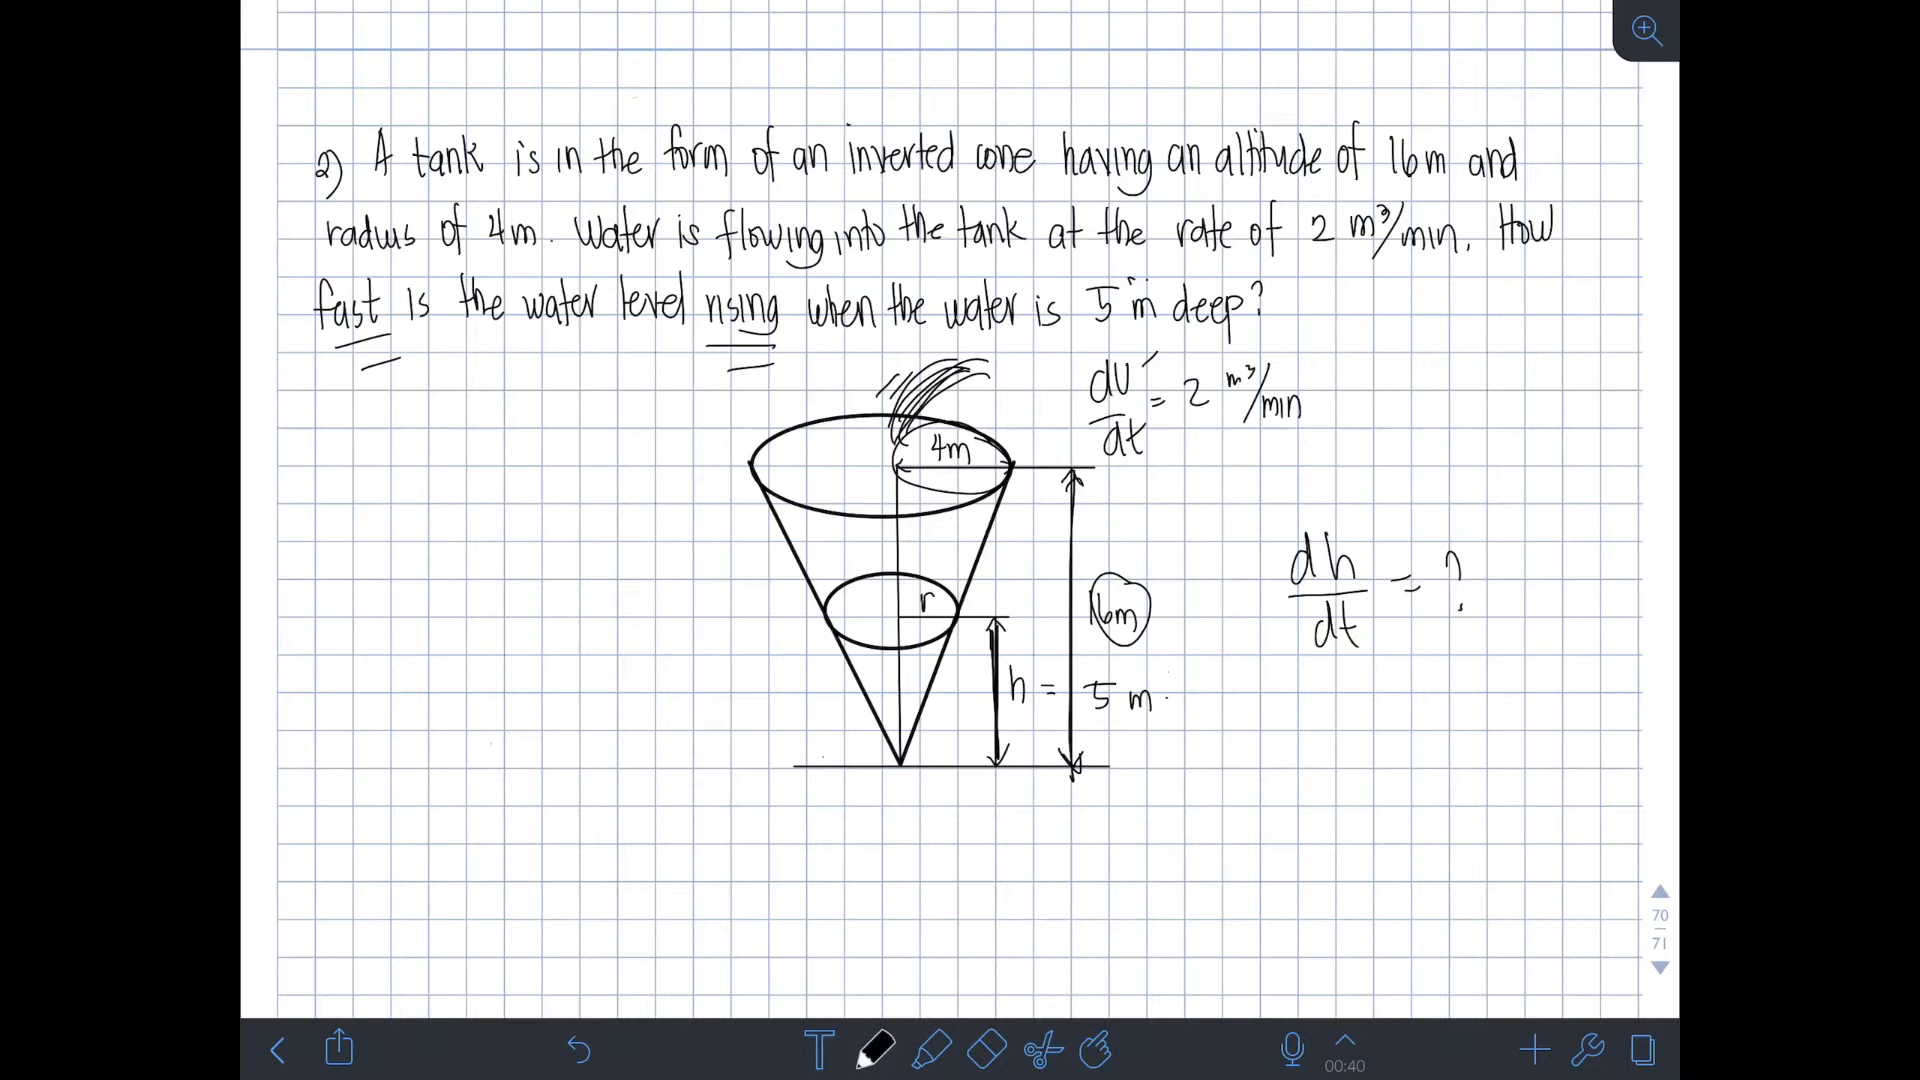 2) A tank is in the form of an inverted cone having an altitude of 16m and
radius of 4m. Water is flowing into the tank at the rate of 2 m³/min. How
fast is the water level rising when the water is 5 m deep?
dV/dt = 2 m³/min
4m
dh/dt = ?
r
16m
h = 5 m.
70
71
T
00:40